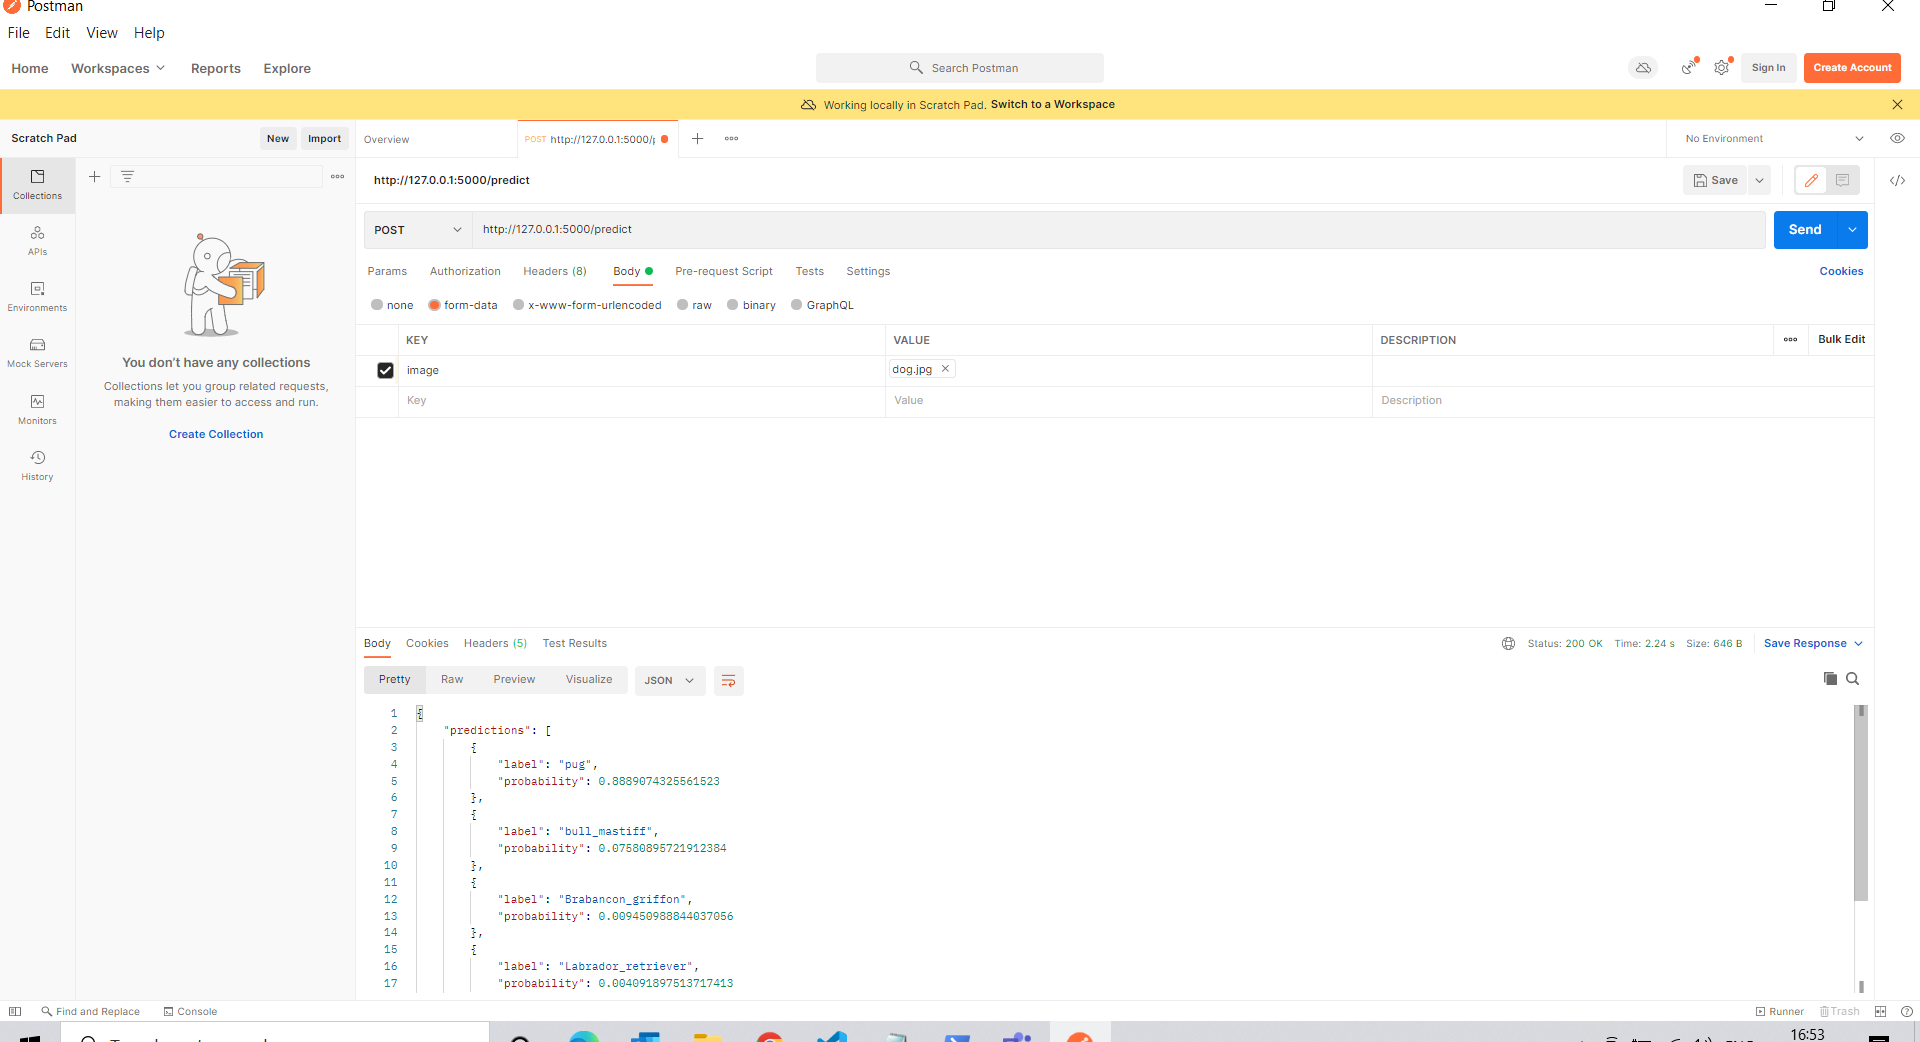 Postman
File Edit View Help
Home Workspaces Reports Explore
Search Postman
Sign In
Create Account
Working locally in Scratch Pad. Switch to a Workspace
Scratch Pad
New
Import
Overview
POST http://127.0.0.1:5000/p
No Environment
http://127.0.0.1:5000/predict
Save
POST
http://127.0.0.1:5000/predict
Send
Params Authorization Headers (8) Body Pre-request Script Tests Settings
Cookies
none form-data x-www-form-urlencoded raw binary GraphQL
KEY VALUE DESCRIPTION
Bulk Edit
image dog.jpg
Key Value Description
Collections
APIs
Environments
Mock Servers
Monitors
History
You don't have any collections
Collections let you group related requests,
making them easier to access and run.
Create Collection
Body Cookies Headers (5) Test Results
Status: 200 OK Time: 2.24 s Size: 646 B
Save Response
Pretty Raw Preview Visualize JSON
1 {
2 "predictions": [
3 {
4 "label": "pug",
5 "probability": 0.8889074325561523
6 },
7 {
8 "label": "bull_mastiff",
9 "probability": 0.07580895721912384
10 },
11 {
12 "label": "Brabancon_griffon",
13 "probability": 0.009450988844037056
14 },
15 {
16 "label": "Labrador_retriever",
17 "probability": 0.004091897513717413
Find and Replace
Console
Runner
Trash
16:53